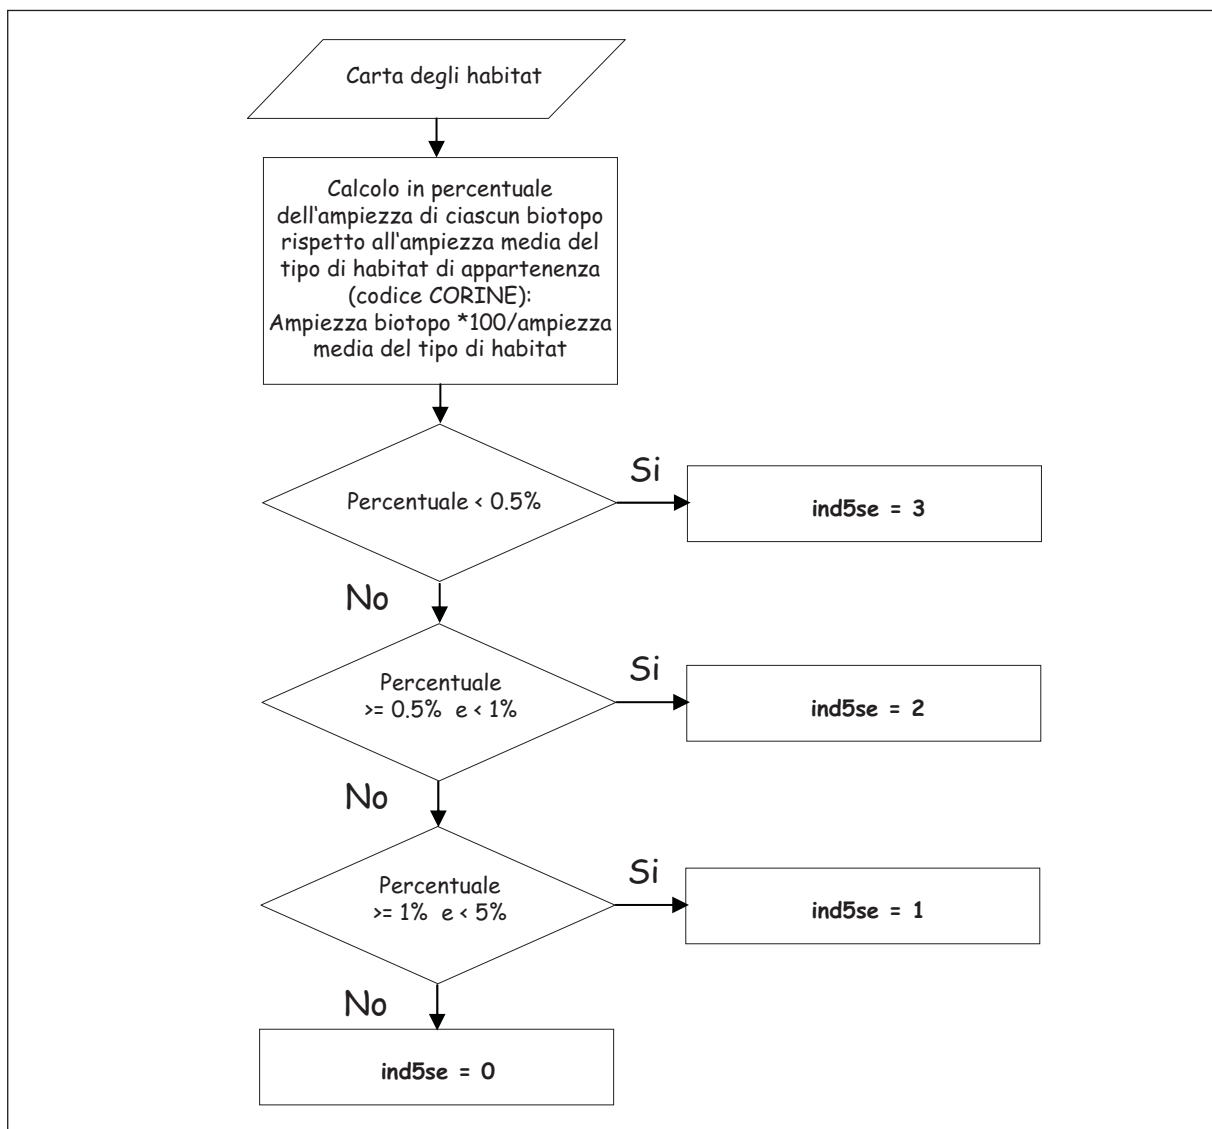 Carta degli habitat
Calcolo in percentuale
dell'ampiezza di ciascun biotopo
rispetto all'ampiezza media del
tipo di habitat di appartenenza
(codice CORINE):
Ampiezza biotopo *100/ampiezza
media del tipo di habitat
Percentuale < 0.5%
Si
ind5se = 3
No
Percentuale
>= 0.5% e < 1%
Si
ind5se = 2
No
Percentuale
>= 1% e < 5%
Si
ind5se = 1
No
ind5se = 0